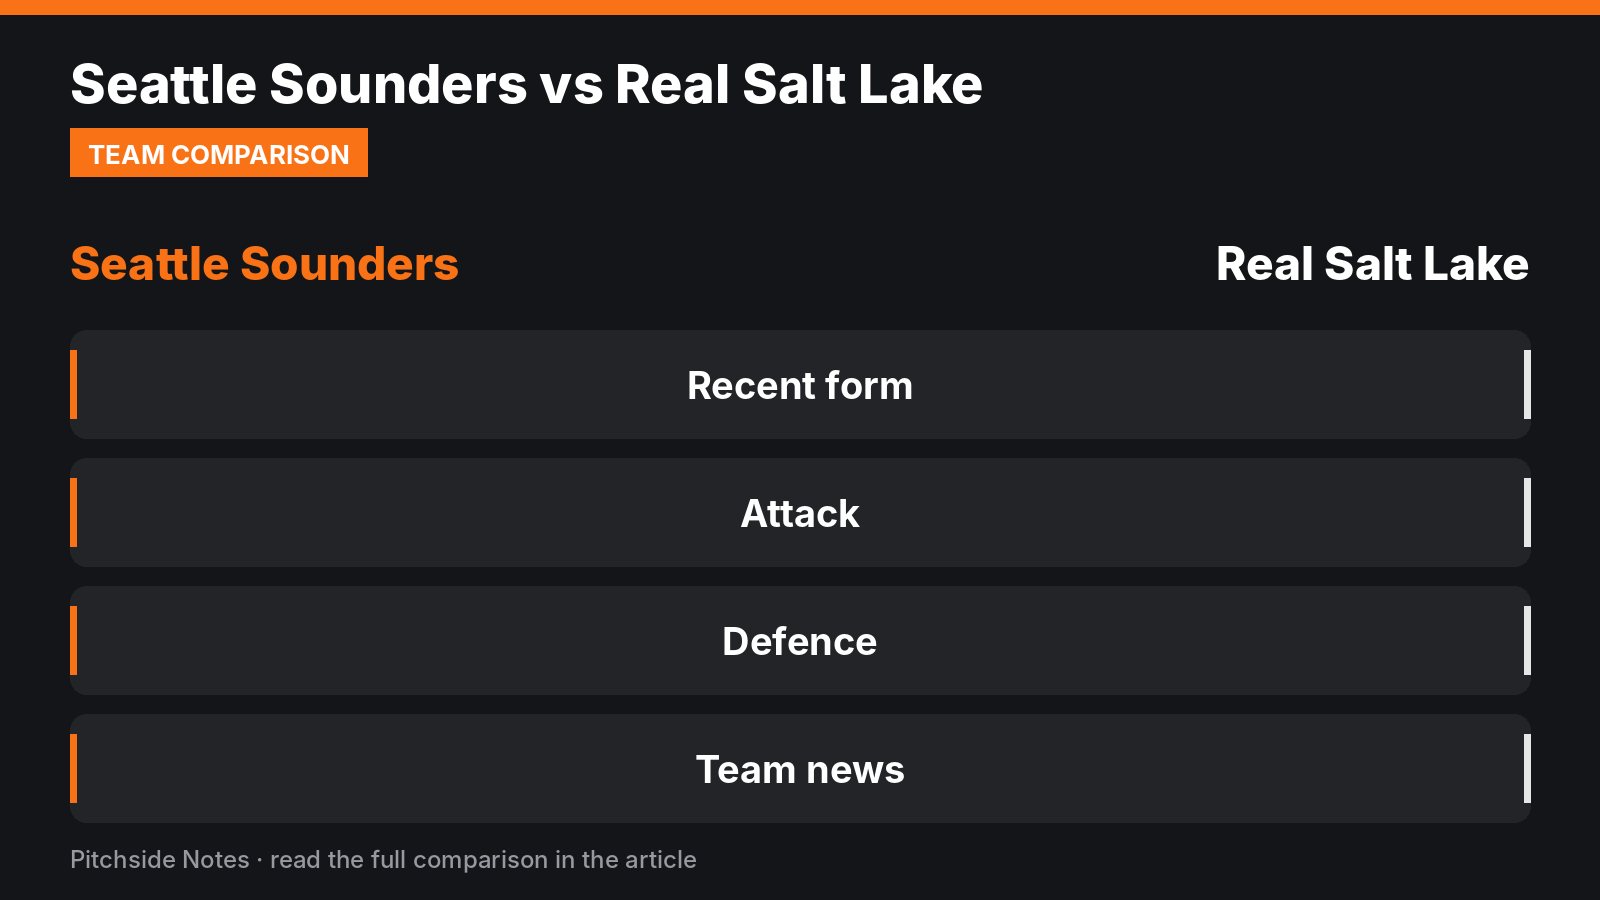 Seattle Sounders vs Real Salt Lake
TEAM COMPARISON
Seattle Sounders
Real Salt Lake
Recent form
Attack
Defence
Team news
Pitchside Notes · read the full comparison in the article